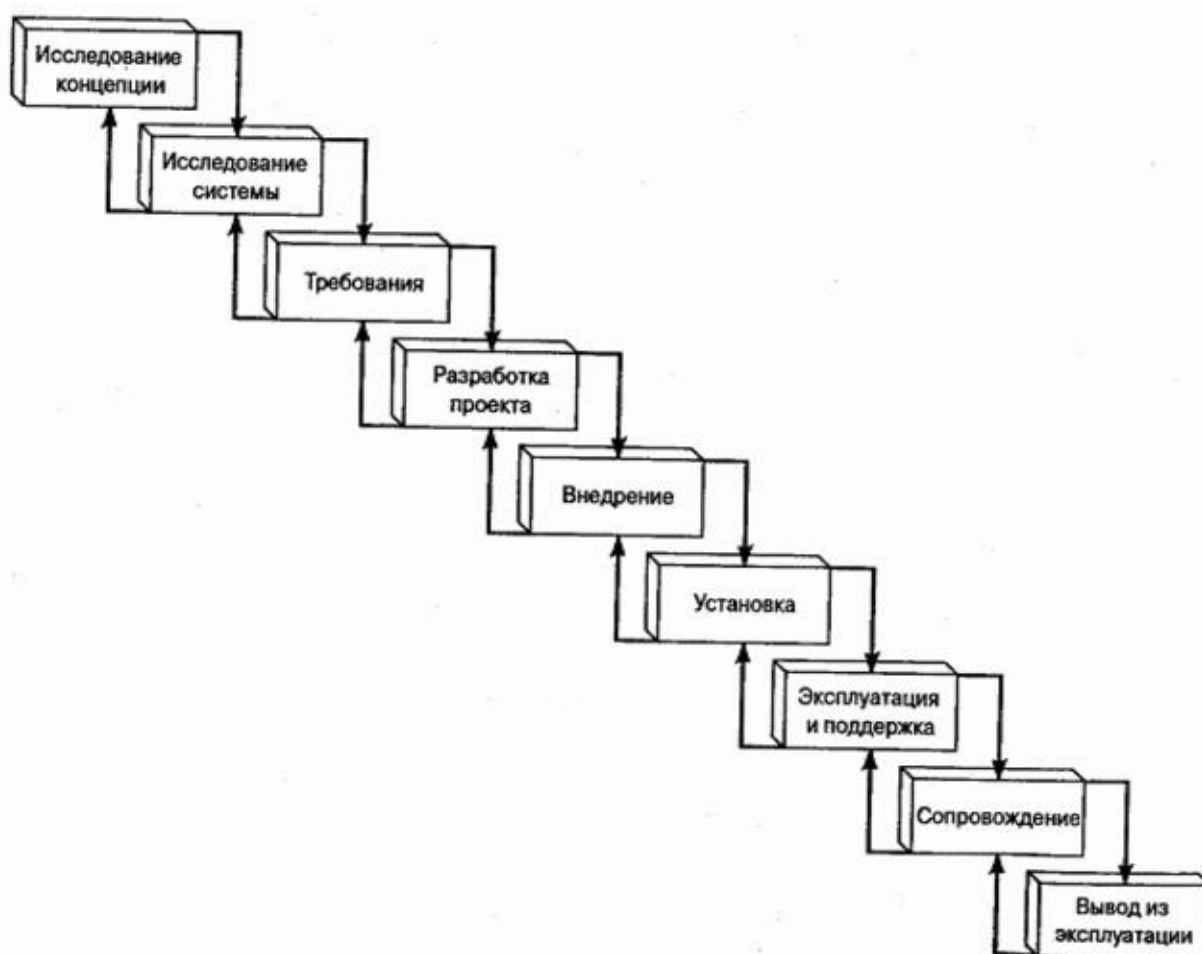 Исследование
концепции
Исследование
системы
Требования
Разработка
проекта
Внедрение
Установка
Эксплуатация
и поддержка
Сопровождение
Вывод из
эксплуатации